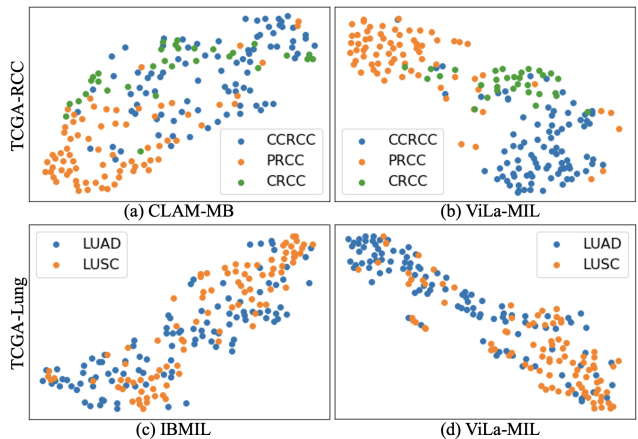 TCGA-RCC
CCRCC
PRCC
CRCC
(a) CLAM-MB
CCRCC
PRCC
CRCC
(b) ViLa-MIL
TCGA-Lung
LUAD
LUSC
(c) IBMIL
LUAD
LUSC
(d) ViLa-MIL